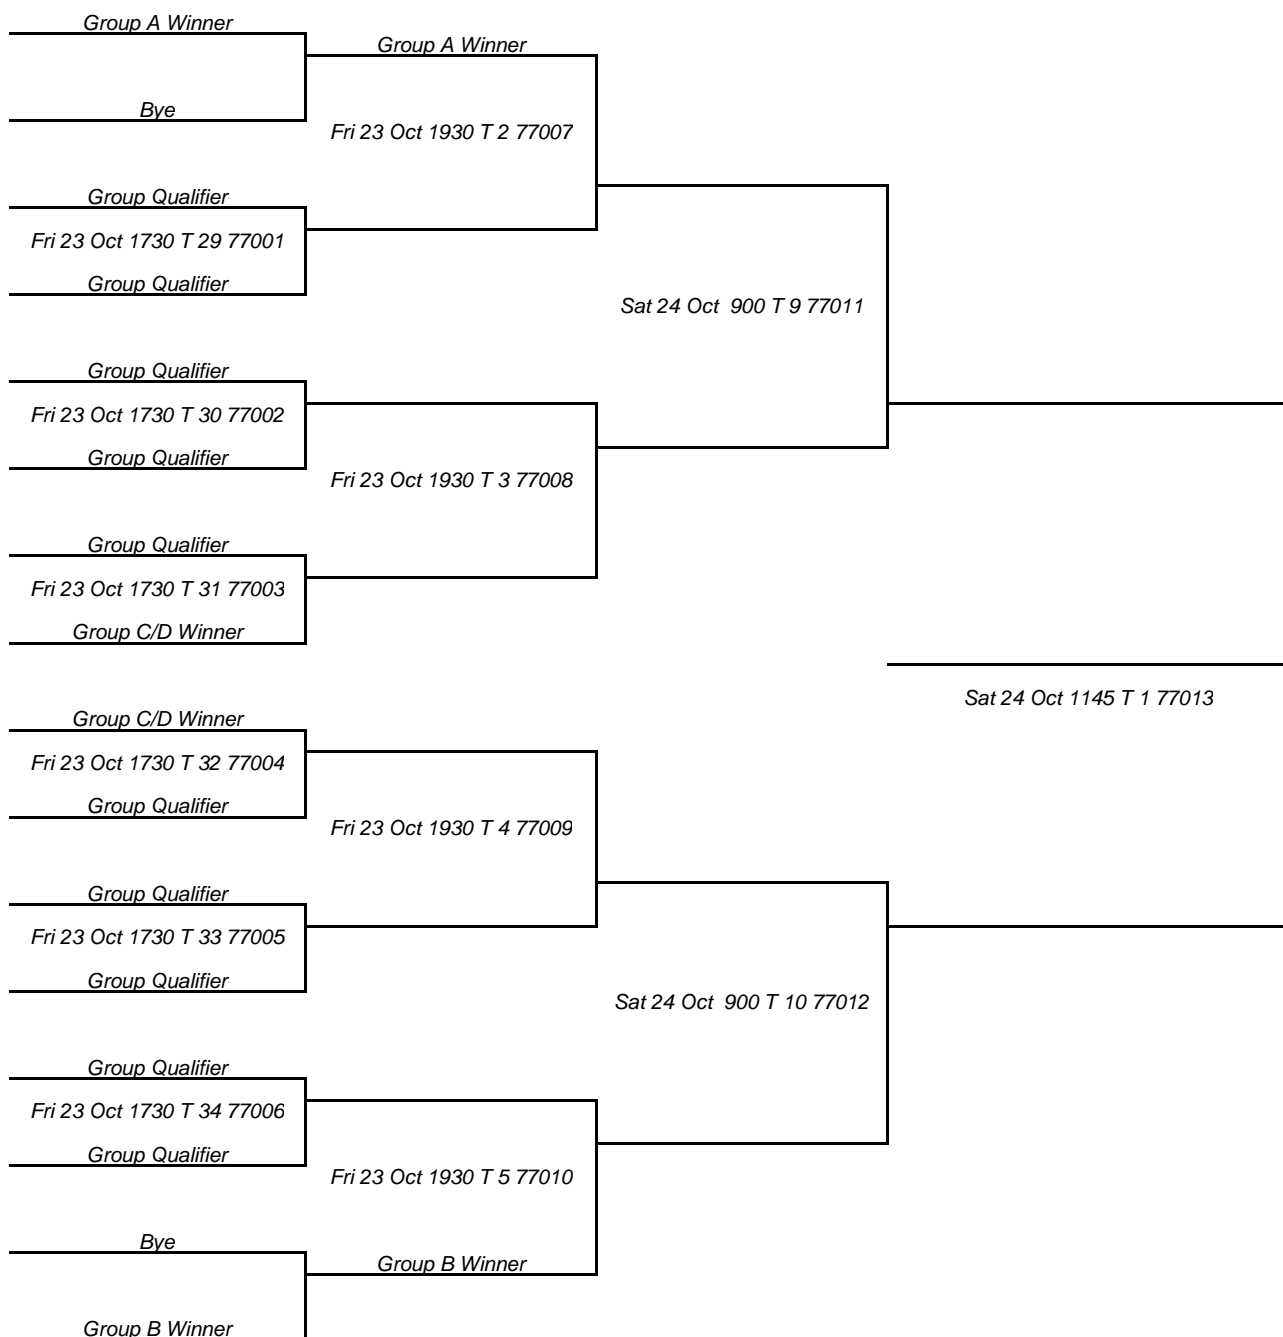 Group A Winner
Group A Winner
Bye
Fri 23 Oct 1930 T 2 77007
Group Qualifier
Fri 23 Oct 1730 T 29 77001
Group Qualifier
Sat 24 Oct  900 T 9 77011
Group Qualifier
Fri 23 Oct 1730 T 30 77002
Group Qualifier
Fri 23 Oct 1930 T 3 77008
Group Qualifier
Fri 23 Oct 1730 T 31 77003
Group C/D Winner
Sat 24 Oct 1145 T 1 77013
Group C/D Winner
Fri 23 Oct 1730 T 32 77004
Group Qualifier
Fri 23 Oct 1930 T 4 77009
Group Qualifier
Fri 23 Oct 1730 T 33 77005
Group Qualifier
Sat 24 Oct  900 T 10 77012
Group Qualifier
Fri 23 Oct 1730 T 34 77006
Group Qualifier
Fri 23 Oct 1930 T 5 77010
Bye
Group B Winner
Group B Winner